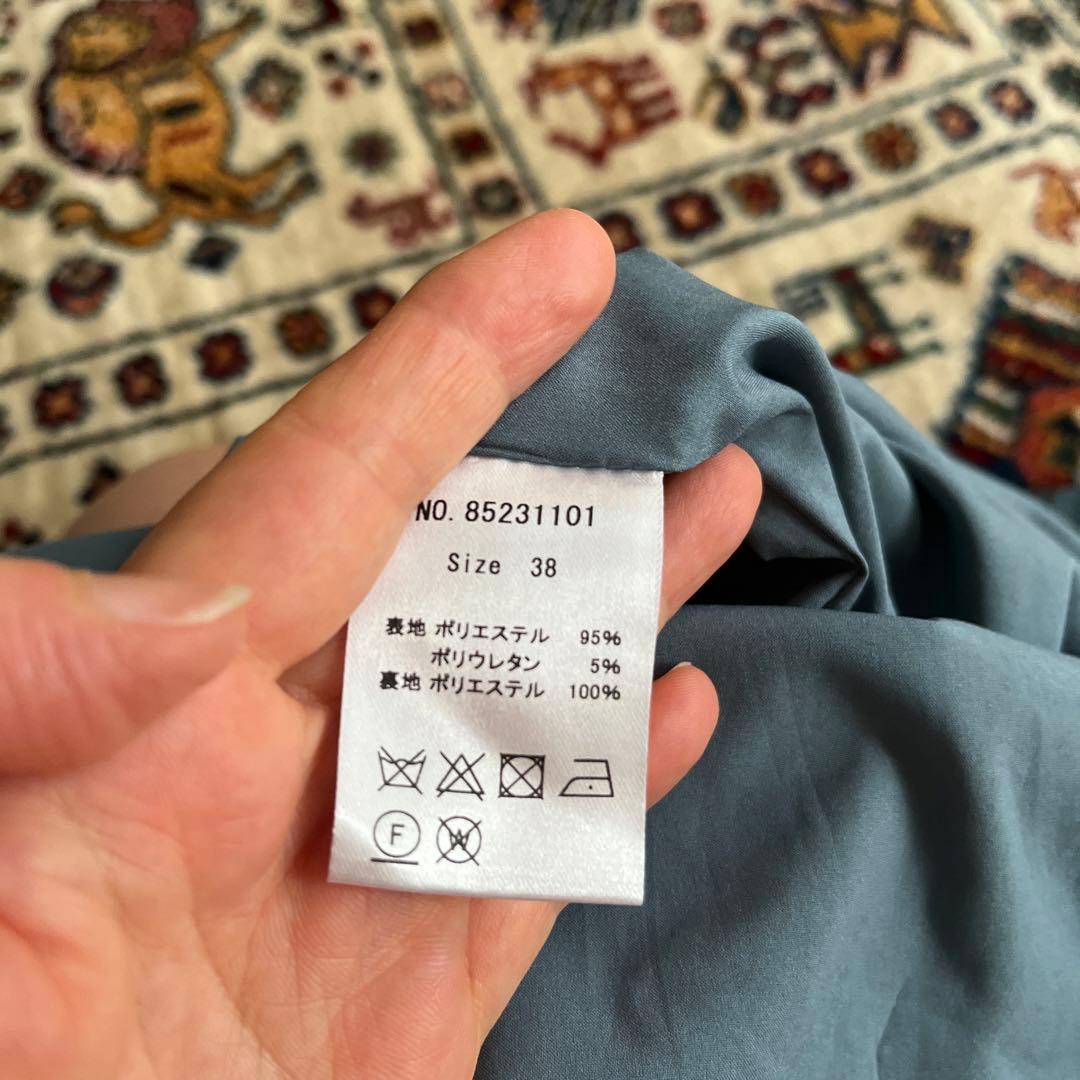 NO. 85231101
Size 38
表地 ポリエステル 95%
ポリウレタン 5%
裏地 ポリエステル 100%
F
W